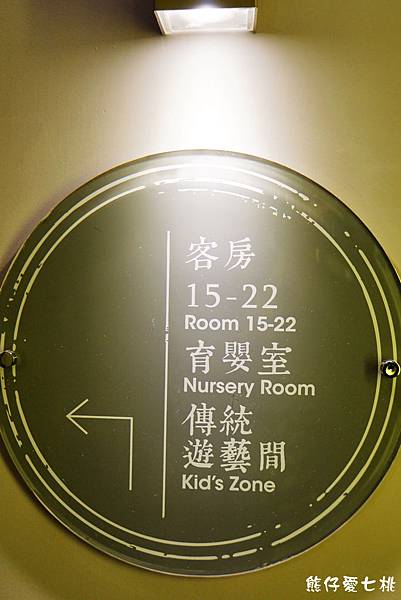 客房
15-22
Room 15-22
育嬰室
Nursery Room
傳統
遊藝間
Kid's Zone
熊仔愛七桃